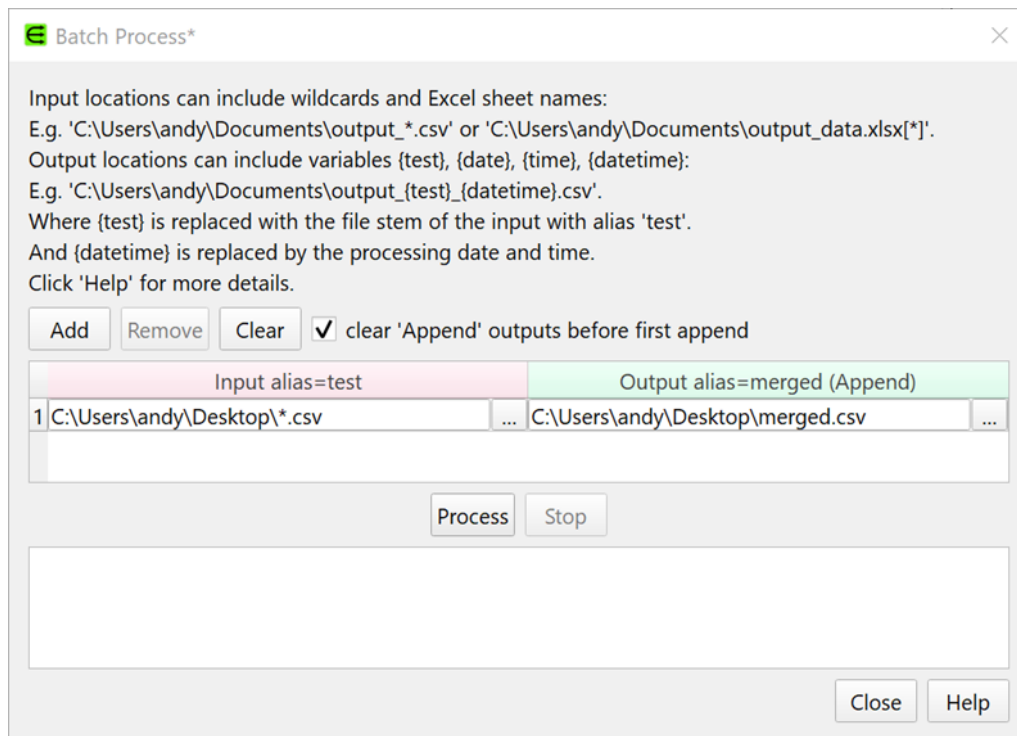 Batch Process*
Input locations can include wildcards and Excel sheet names:
E.g. 'C:\Users\andy\Documents\output_*.csv' or 'C:\Users\andy\Documents\output_data.xlsx[*]'.
Output locations can include variables {test}, {date}, {time}, {datetime}:
E.g. 'C:\Users\andy\Documents\output_{test}_{datetime}.csv'.
Where {test} is replaced with the file stem of the input with alias 'test'.
And {datetime} is replaced by the processing date and time.
Click 'Help' for more details.
Add Remove Clear clear 'Append' outputs before first append
Input alias=test Output alias=merged (Append)
1 C:\Users\andy\Desktop\*.csv ... C:\Users\andy\Desktop\merged.csv ...
Process Stop
Close Help